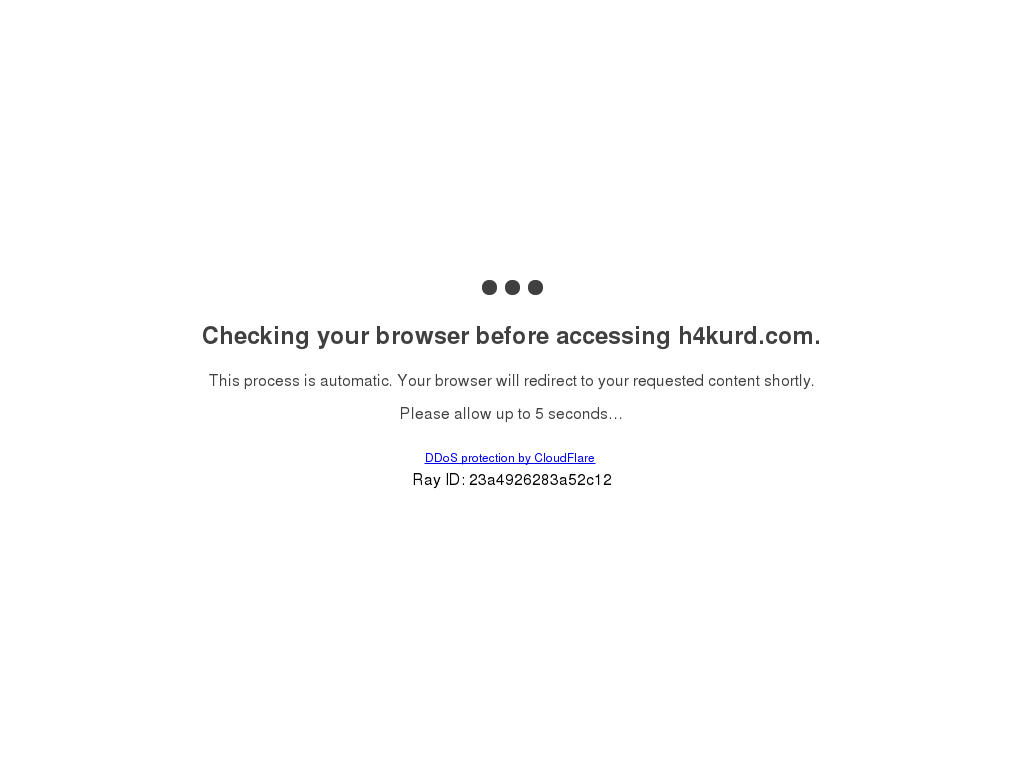 Checking your browser before accessing h4kurd.com.
This process is automatic. Your browser will redirect to your requested content shortly.
Please allow up to 5 seconds...
DDoS protection by CloudFlare
Ray ID: 23a4926283a52c12